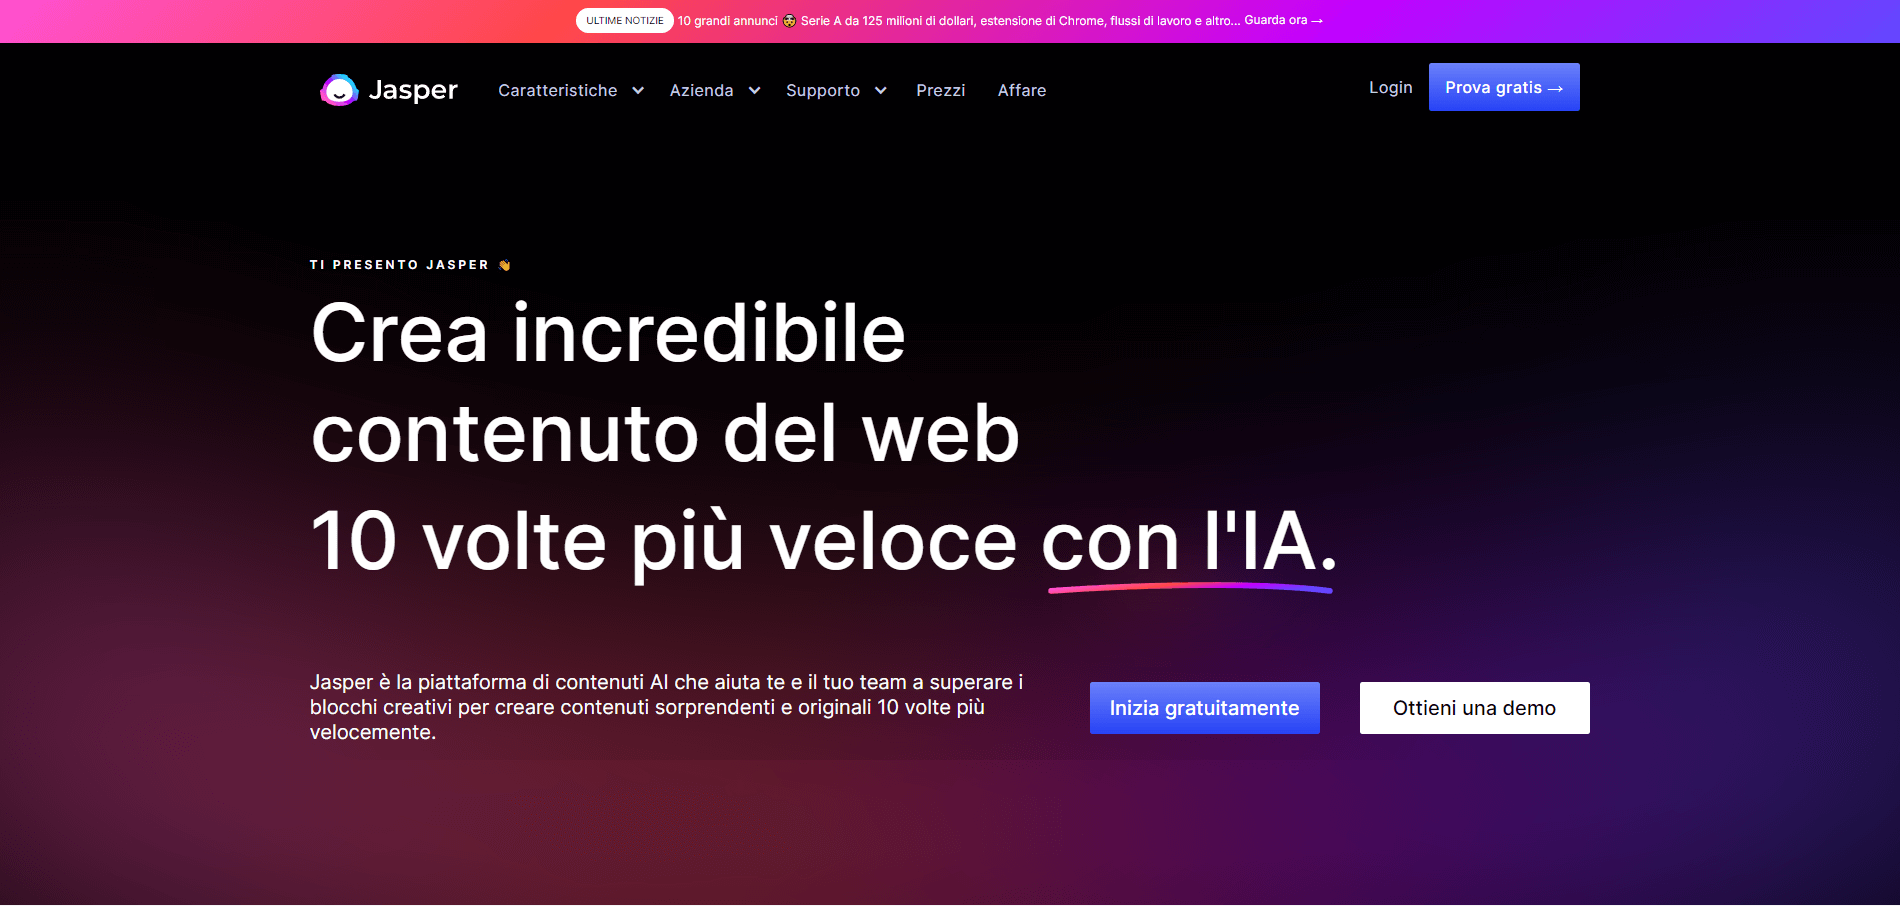 ULTIME NOTIZIE 10 grandi annunci Serie A da 125 milioni di dollari, estensione di Chrome, flussi di lavoro e altro... Guarda ora →
Jasper Caratteristiche Azienda Supporto Prezzi Affare Login Prova gratis →
TI PRESENTO JASPER 👋
Crea incredibile
contenuto del web
10 volte più veloce con l'IA.
Jasper è la piattaforma di contenuti AI che aiuta te e il tuo team a superare i
blocchi creativi per creare contenuti sorprendenti e originali 10 volte più
velocemente.
Inizia gratuitamente
Ottieni una demo